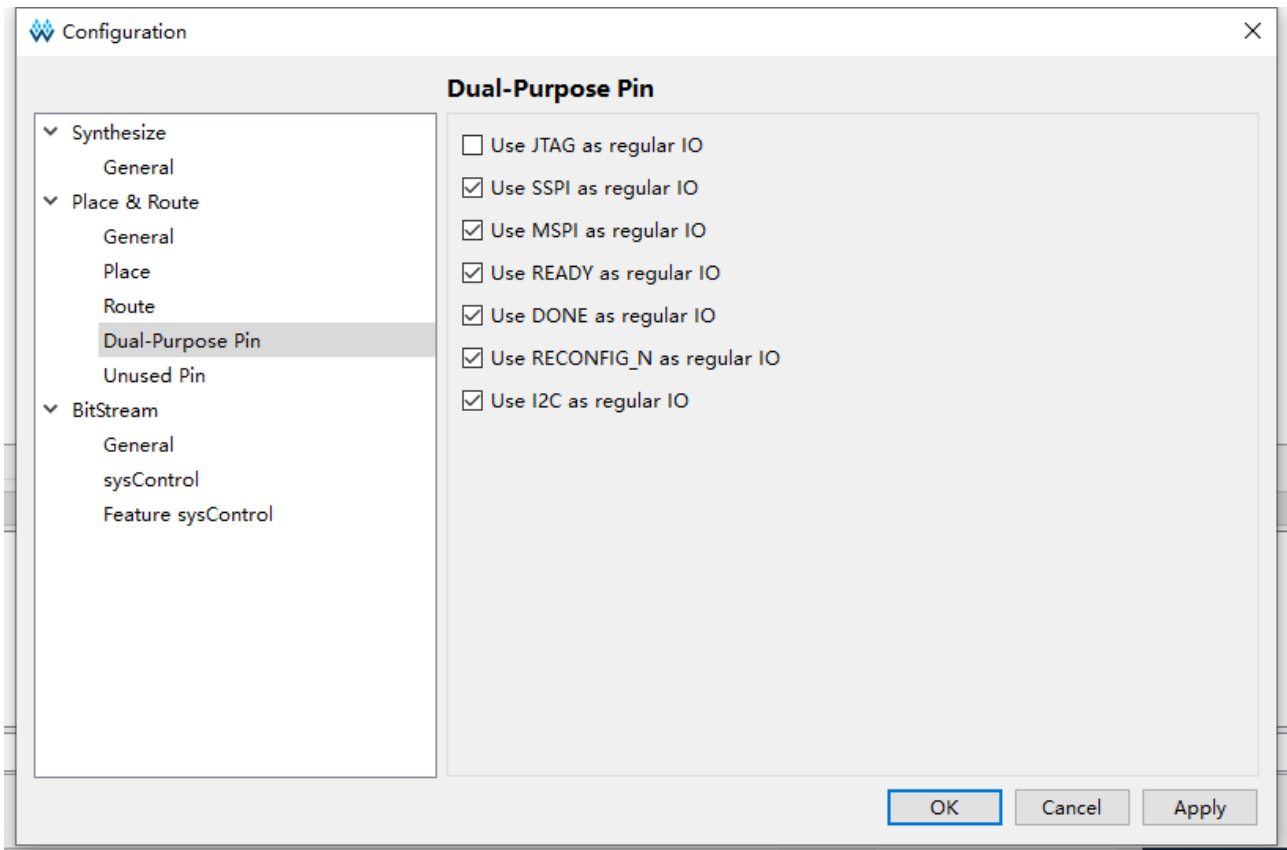 Configuration
Dual-Purpose Pin
Synthesize
General
Place & Route
General
Place
Route
Dual-Purpose Pin
Unused Pin
BitStream
General
sysControl
Feature sysControl
Use JTAG as regular IO
Use SSPI as regular IO
Use MSPI as regular IO
Use READY as regular IO
Use DONE as regular IO
Use RECONFIG_N as regular IO
Use I2C as regular IO
OK
Cancel
Apply